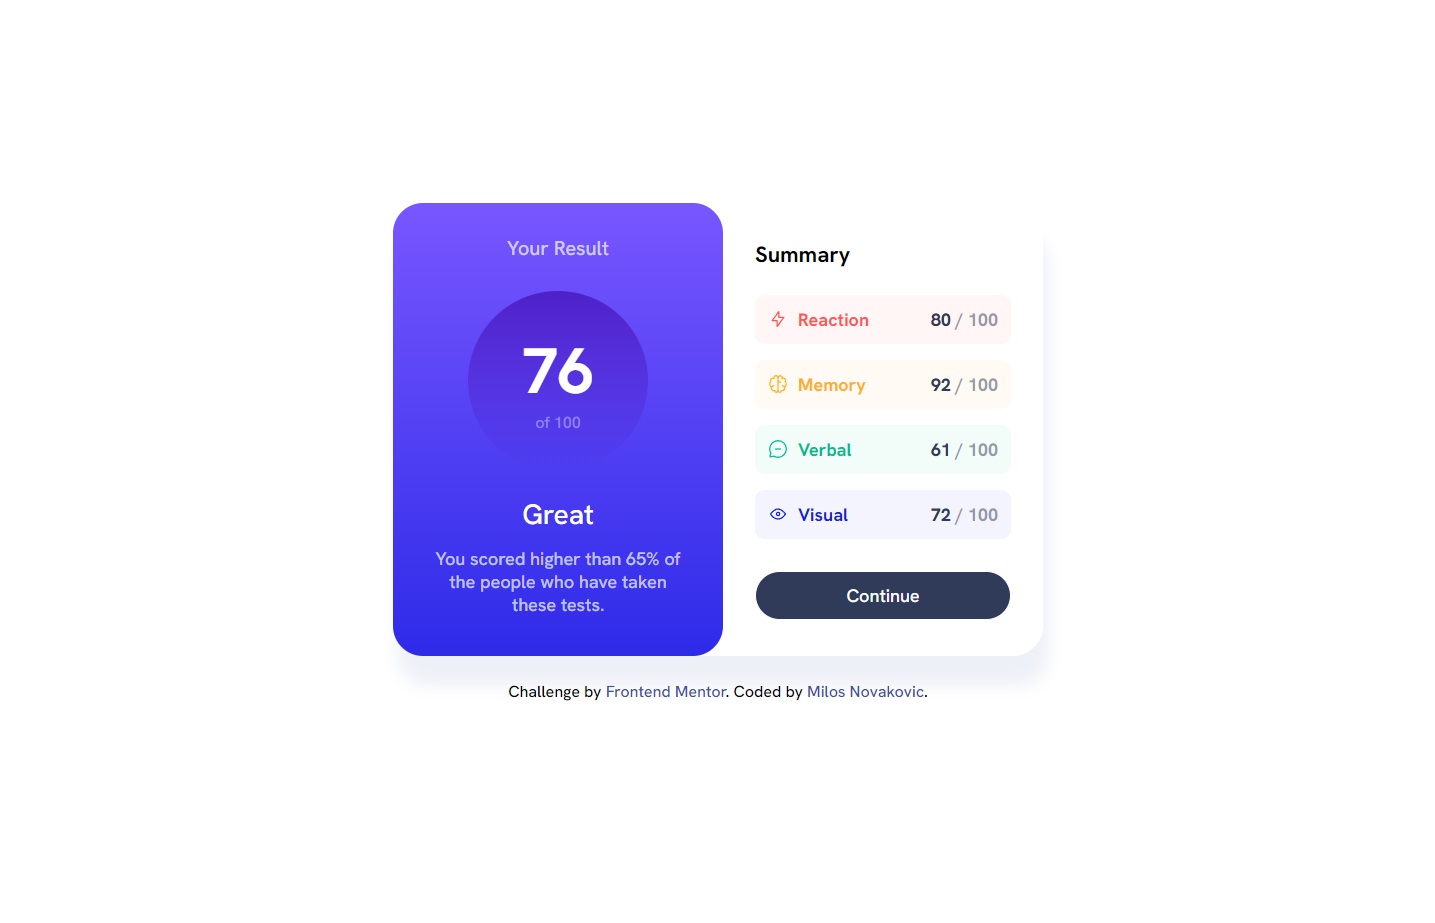 Your Result
76
of 100
Great
You scored higher than 65% of
the people who have taken
these tests.
Summary
Reaction 80 / 100
Memory 92 / 100
Verbal 61 / 100
Visual 72 / 100
Continue
Challenge by Frontend Mentor. Coded by Milos Novakovic.